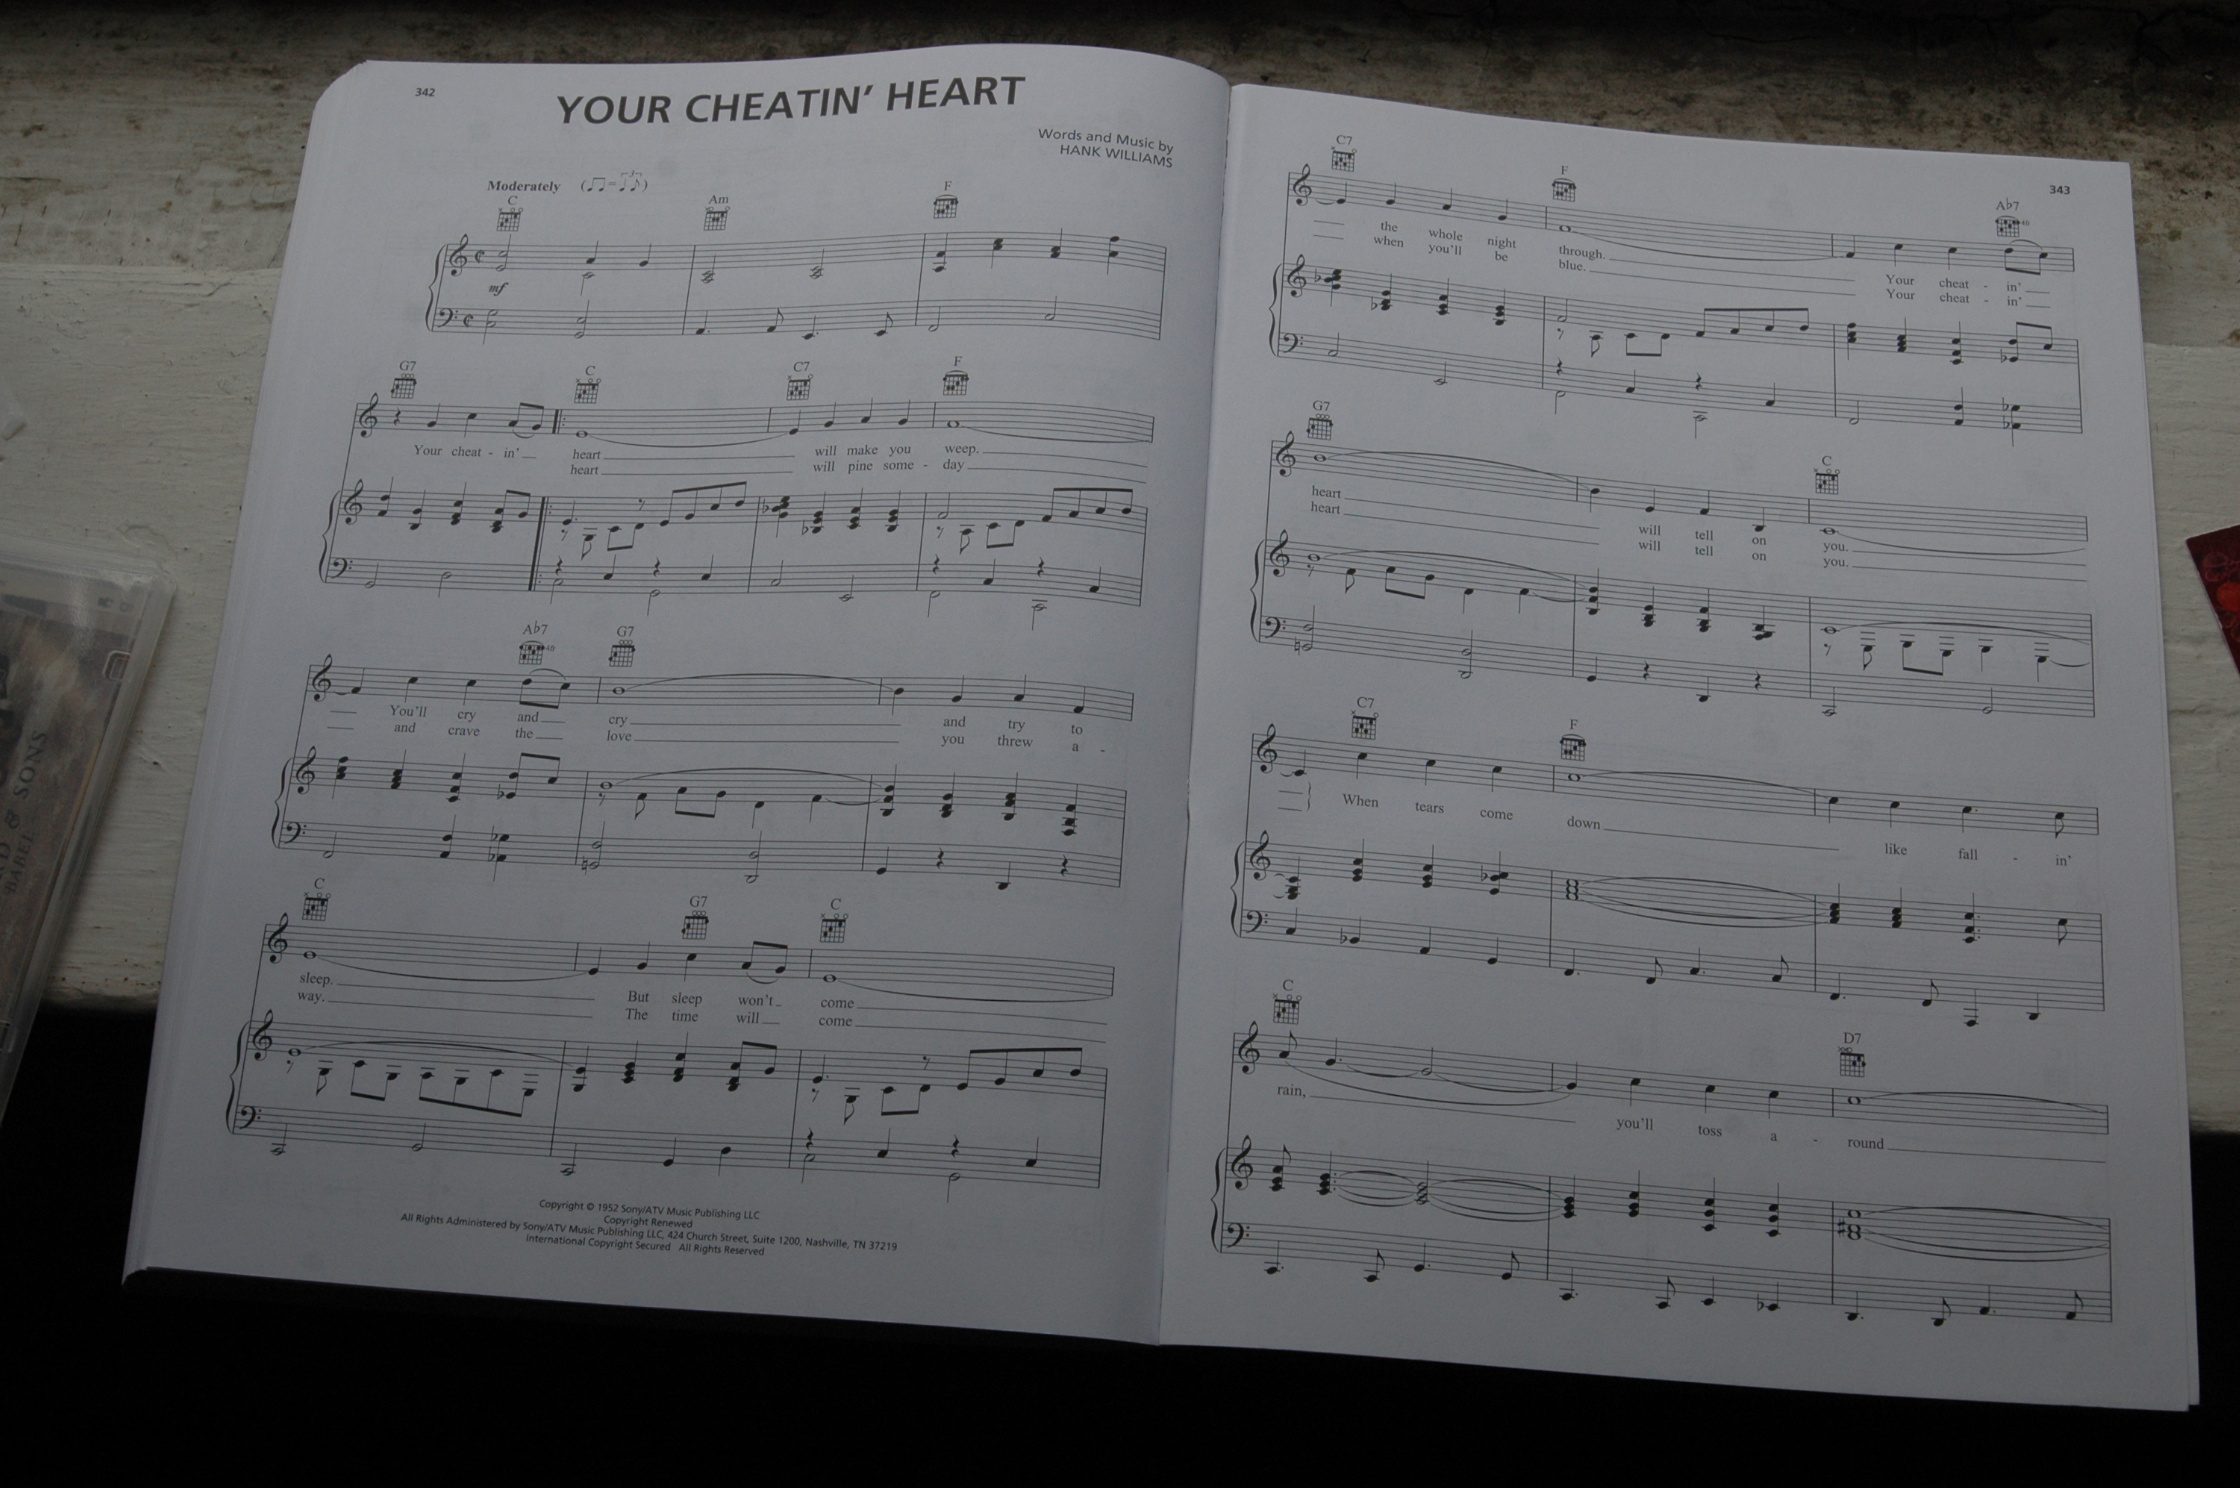 342
YOUR CHEATIN' HEART
Words and Music by
HANK WILLIAMS
Moderately
C Am F
mf
G7 C C7 F
Your cheat - in' heart will make you weep.
heart will pine some - day
Ab7 G7
You'll cry and cry and try to
and crave the love you threw a -
C G7 C
sleep. But sleep won't come
way. The time will come
Copyright © 1952 Sony/ATV Music Publishing LLC
Copyright Renewed
All Rights Administered by Sony/ATV Music Publishing LLC, 424 Church Street, Suite 1200, Nashville, TN 37219
International Copyright Secured All Rights Reserved
343
C7 F A♭7
the whole night through. Your cheat - in'
when you'll be blue. Your cheat - in'
G7 C
heart will tell on you.
heart will tell on you.
C7 F
When tears come down like fall - in'
C D7
rain, you'll toss a - round
& SONS
BABEL